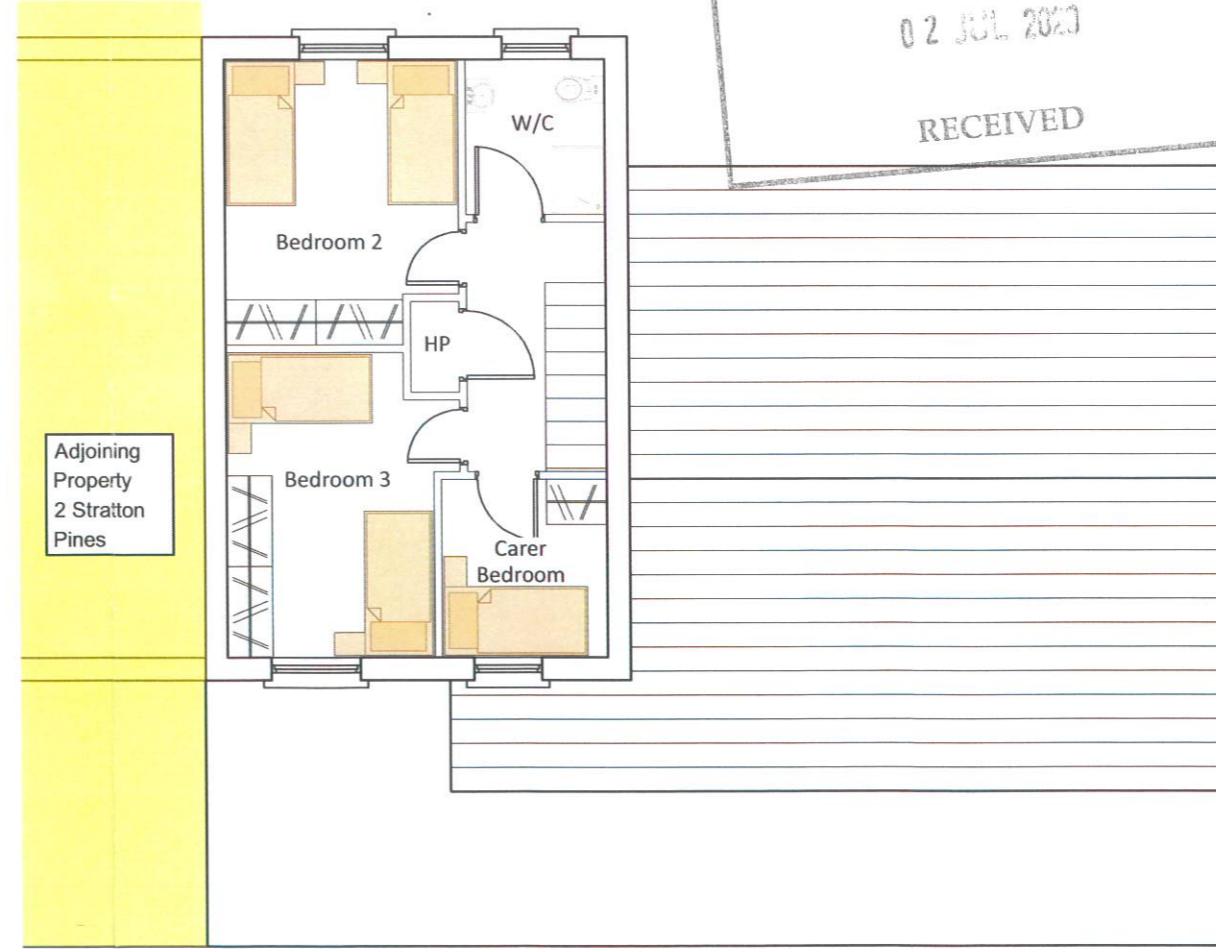 02 JUL 2020
RECEIVED
W/C
Bedroom 2
HP
Adjoining
Property
2 Stratton
Pines
Bedroom 3
Carer
Bedroom